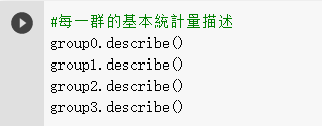 #每一群的基本統計量描述
group0.describe()
group1.describe()
group2.describe()
group3.describe()